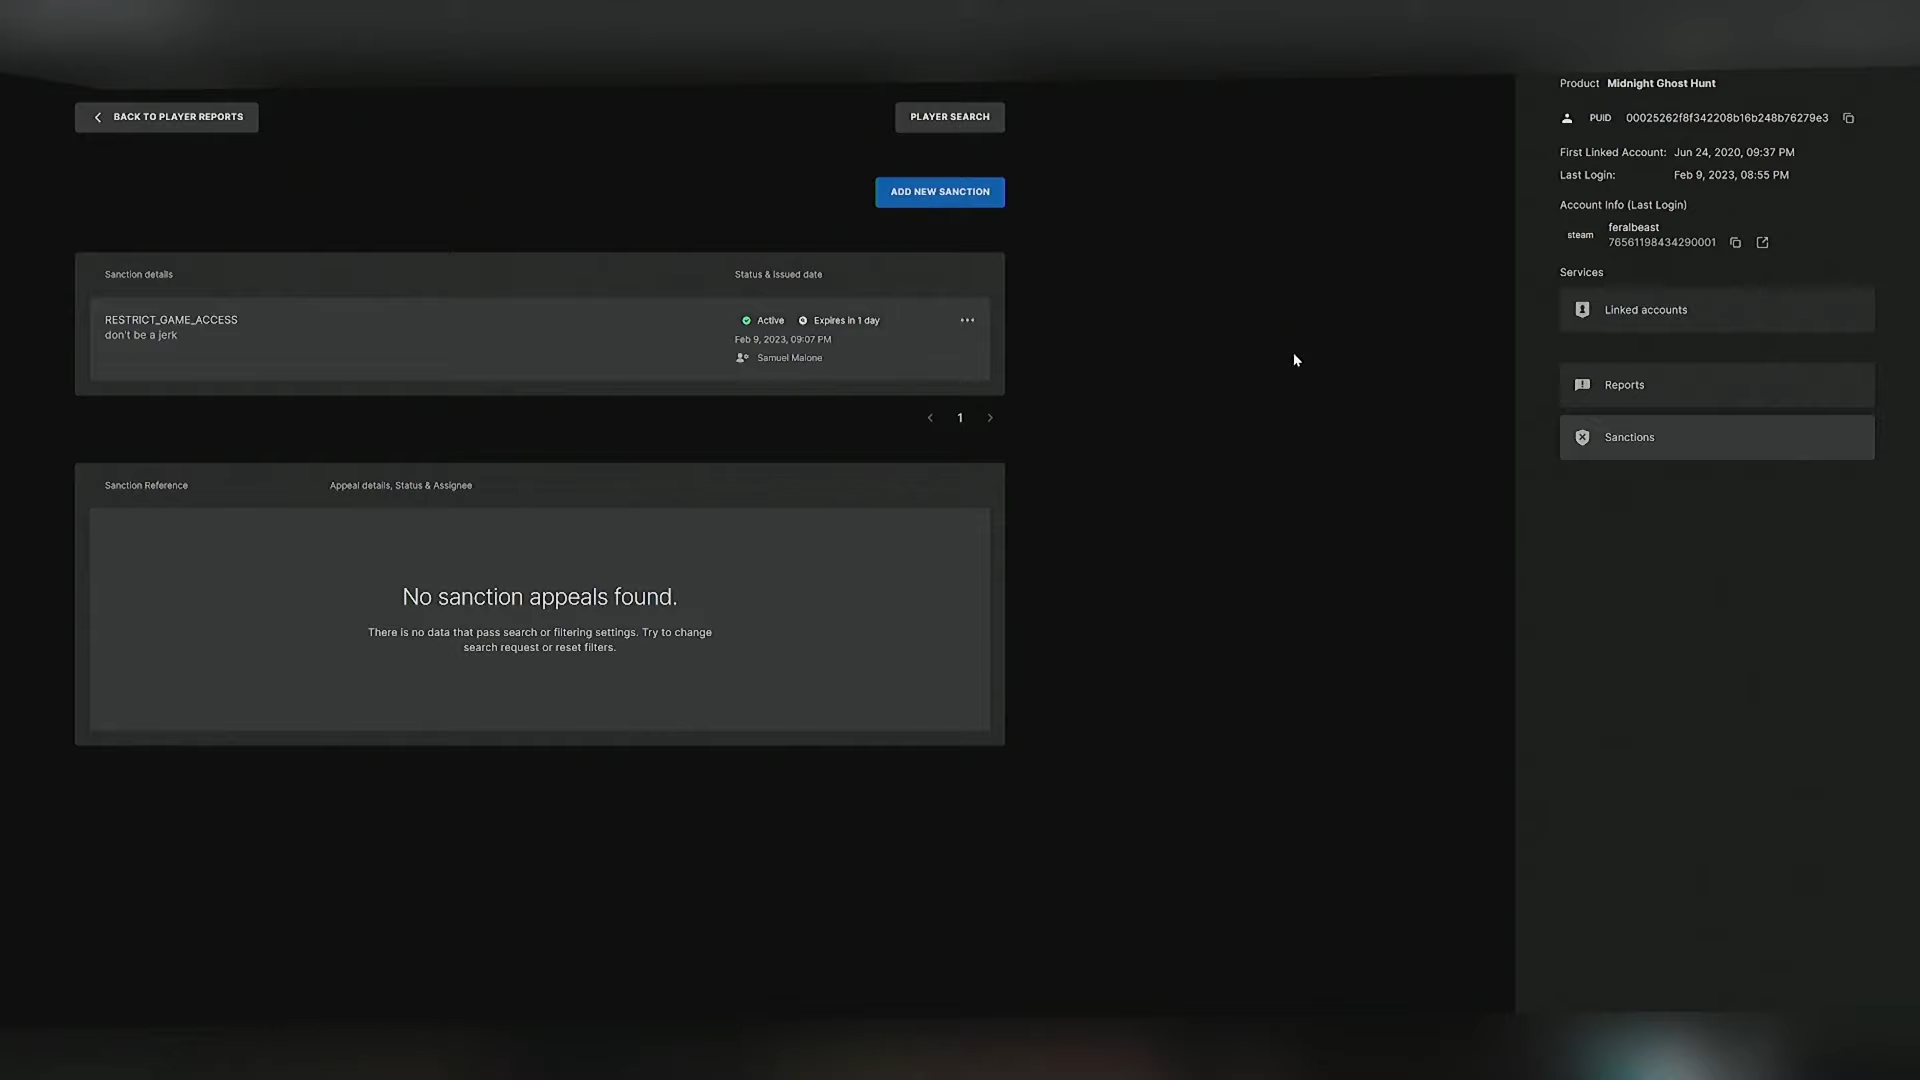 BACK TO PLAYER REPORTS
PLAYER SEARCH
ADD NEW SANCTION
Sanction details
Status & issued date
RESTRICT_GAME_ACCESS
don't be a jerk
Active
Expires in 1 day
Feb 9, 2023, 09:07 PM
Samuel Malone
1
Sanction Reference
Appeal details, Status & Assignee
No sanction appeals found.
There is no data that pass search or filtering settings. Try to change
search request or reset filters.
Product Midnight Ghost Hunt
PUID 00025262f8f342208b16b248b76279e3
First Linked Account: Jun 24, 2020, 09:37 PM
Last Login: Feb 9, 2023, 08:55 PM
Account Info (Last Login)
steam
feralbeast
76561198434290001
Services
Linked accounts
Reports
Sanctions